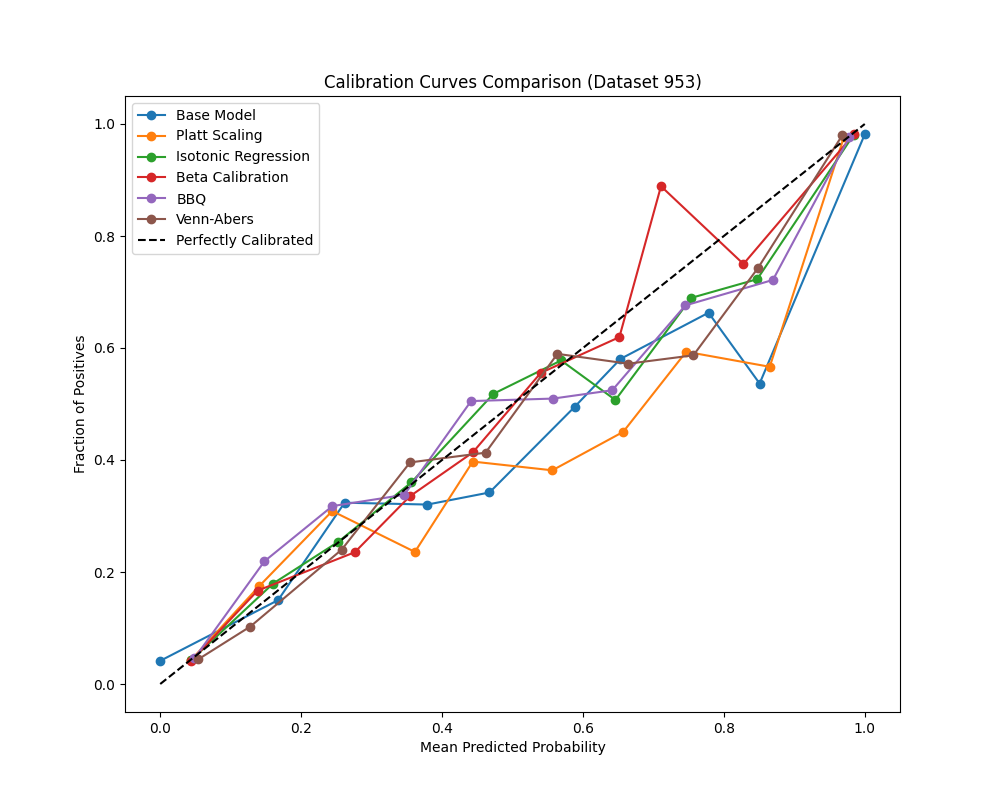 Calibration Curves Comparison (Dataset 953)
Base Model
Platt Scaling
Isotonic Regression
Beta Calibration
BBQ
Venn-Abers
Perfectly Calibrated
Fraction of Positives
1.0
0.8
0.6
0.4
0.2
0.0
0.0 0.2 0.4 0.6 0.8 1.0
Mean Predicted Probability